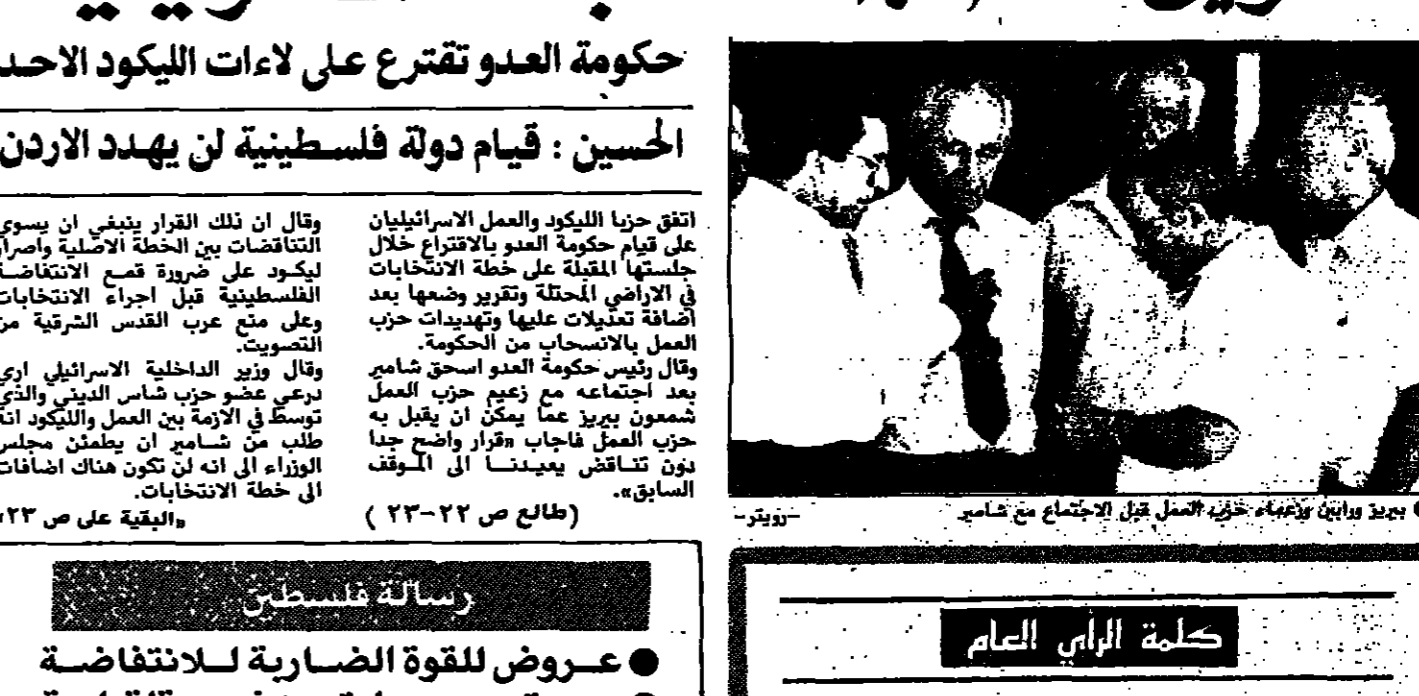 حكومة العدو تقترع على لاءات الليكود الاحد
الحسين : قيام دولة فلسطينية لن يهدد الاردن
اتفق حزبا الليكود والعمل الاسرائيليان
على قيام حكومة العدو بالاقتراع خلال
جلستها المقبلة على خطة الانتخابات
في الاراضي المحتلة وتقرير وضعها بعد
اضافة تعديلات عليها وتهديدات حزب
العمل بالانسحاب من الحكومة.
وقال رئيس حكومة العدو اسحق شامير
بعد اجتماعه مع زعيم حزب العمل
شمعون بيريز عما يمكن ان يقبل به
حزب العمل فاجاب «قرار واضح جدا
دون تناقض يعيدنا الى الموقف
السابق».
(طالع ص ٢٢-٢٣ )
وقال ان ذلك القرار ينبغي ان يسوي
التناقضات بين الخطة الاصلية واصرار
ليكود على ضرورة قمع الانتفاضة
الفلسطينية قبل اجراء الانتخابات
وعلى منع عرب القدس الشرقية من
التصويت.
وقال وزير الداخلية الاسرائيلي اري
درعي عضو حزب شاس الديني والذي
توسط في الازمة بين العمل والليكود انه
طلب من شامير ان يطمئن مجلس
الوزراء الى انه لن تكون هناك اضافات
الى خطة الانتخابات.
«البقية على ص ٢٣»
● بيريز ورابين وزعماء حزب العمل قبل الاجتماع مع شامير
–رويتر–
رسالة فلسطين
● عروض للقوة الضاربة للانتفاضة
كلمة الراي العام